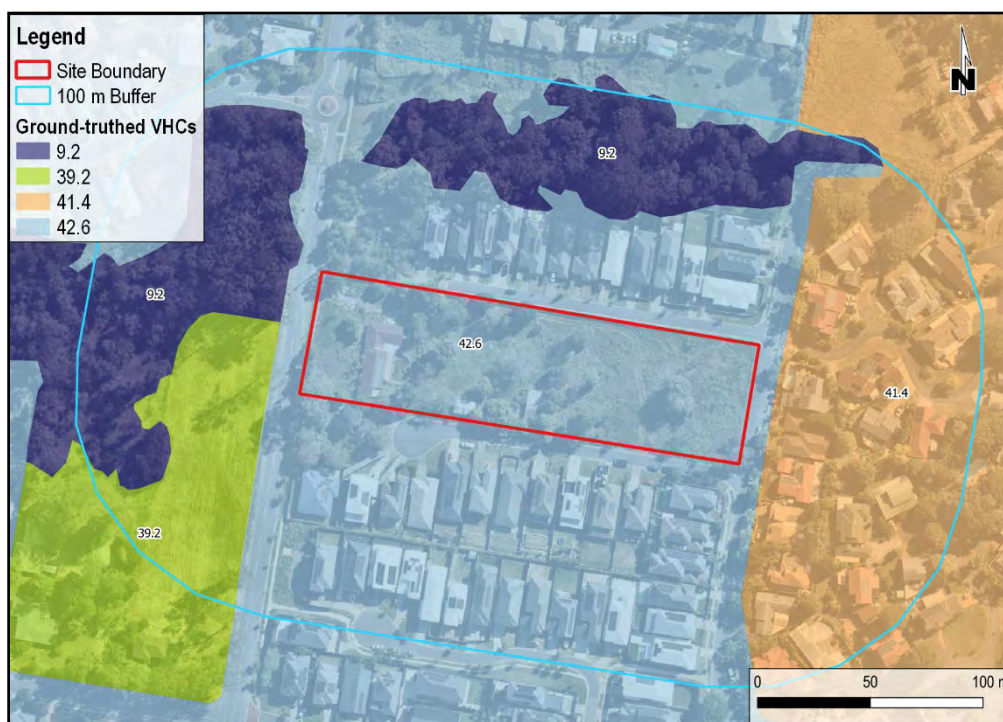 Legend
Site Boundary
100 m Buffer
Ground-truthed VHCs
9.2
39.2
41.4
42.6
N
9.2
9.2
42.6
41.4
39.2
0 50 100 m